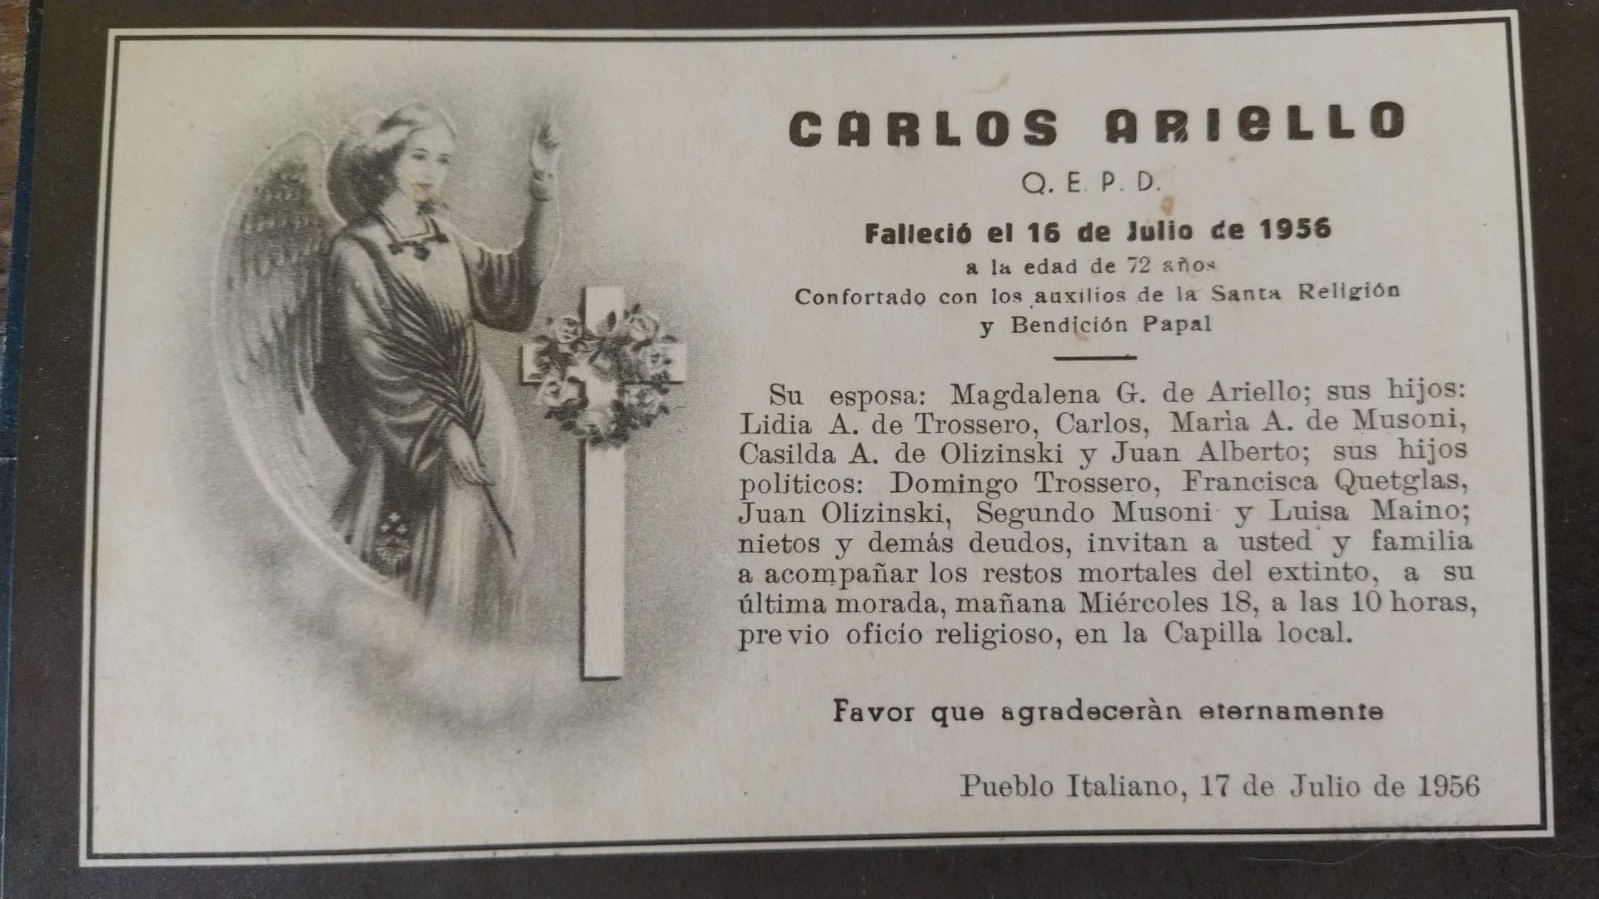 CARLOS ARIELLO
Q. E. P. D.
Falleció el 16 de Julio de 1956
a la edad de 72 años
Confortado con los auxilios de la Santa Religión
y Bendición Papal
Su esposa: Magdalena G. de Ariello; sus hijos:
Lidia A. de Trossero, Carlos, Marìa A. de Musoni,
Casilda A. de Olizinski y Juan Alberto; sus hijos
politicos: Domingo Trossero, Francisca Quetglas,
Juan Olizinski, Segundo Musoni y Luisa Maino;
nietos y demás deudos, invitan a usted y familia
a acompañar los restos mortales del extinto, a su
última morada, mañana Miércoles 18, a las 10 horas,
previo oficío religioso, en la Capilla local.
Favor que agradeceràn eternamente
Pueblo Italiano, 17 de Julio de 1956